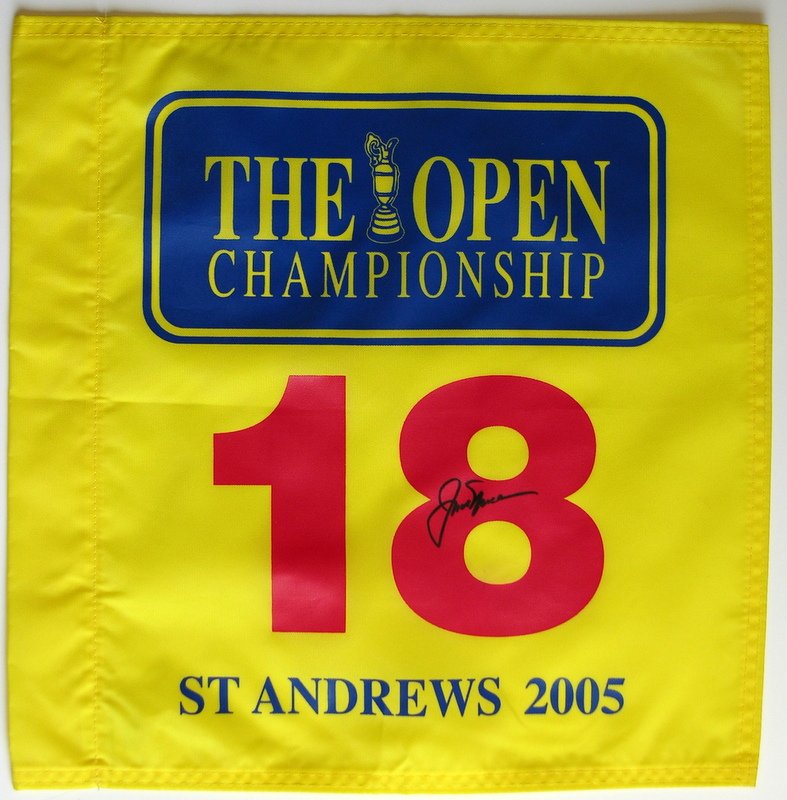 THE OPEN
CHAMPIONSHIP
18
ST ANDREWS 2005